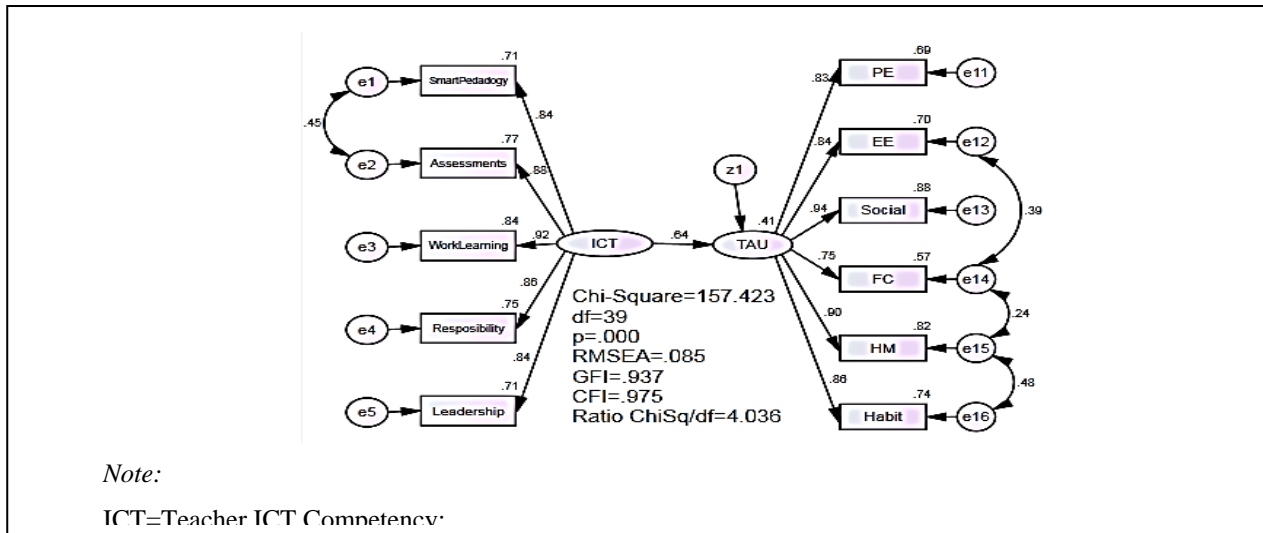 .71
.69
e1
SmartPedadogy
PE
e11
.83
.84
.45
.77
.70
.84
e2
Assessments
EE
e12
.88
z1
.84
.88
.94
Social
e13
.39
.92
.41
e3
WorkLearning
ICT
.64
TAU
.75
.57
FC
e14
.86
.75
.90
.24
e4
Resposibility
.82
HM
e15
.84
.86
.48
.71
.74
e5
Leadership
Habit
e16
Chi-Square=157.423
df=39
p=.000
RMSEA=.085
GFI=.937
CFI=.975
Ratio ChiSq/df=4.036
Note:
ICT=Teacher ICT Competency;